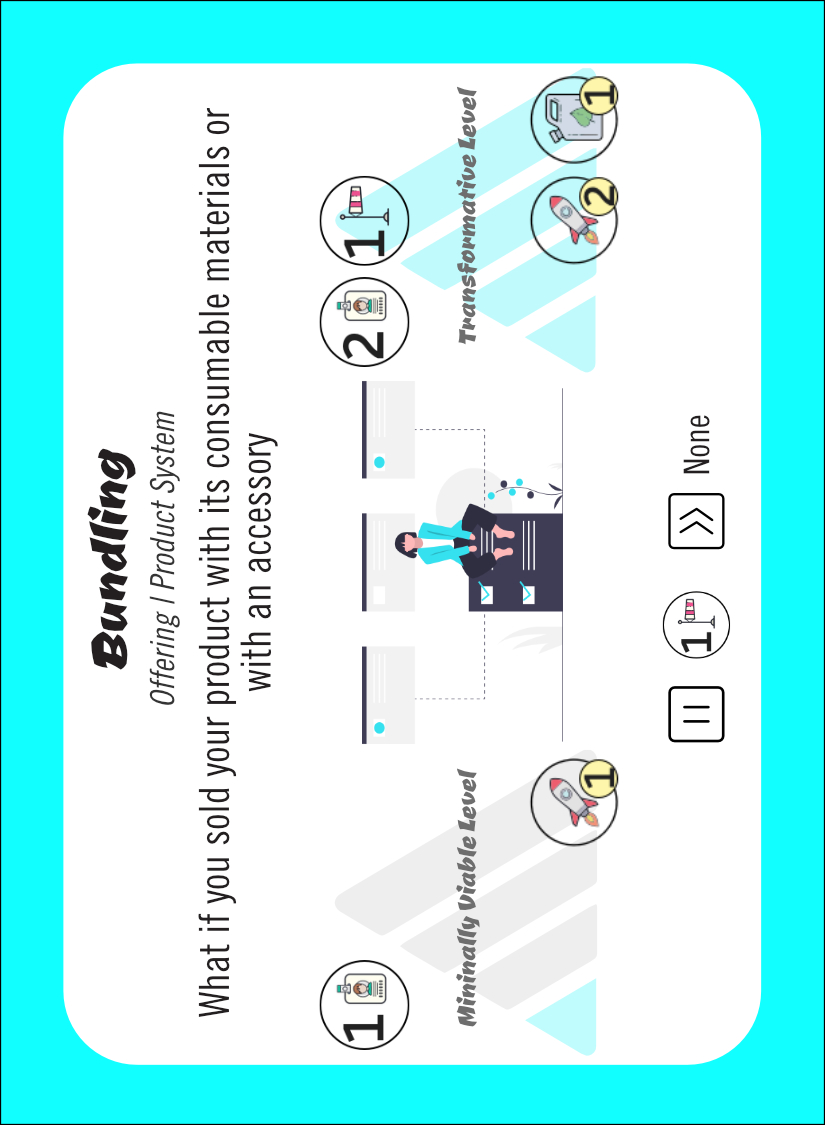 Bundling
Offering | Product System
What if you sold your product with its consumable materials or
with an accessory
1
2
1
Mininally Viable Level
Transformative Level
1
2
1
1
None